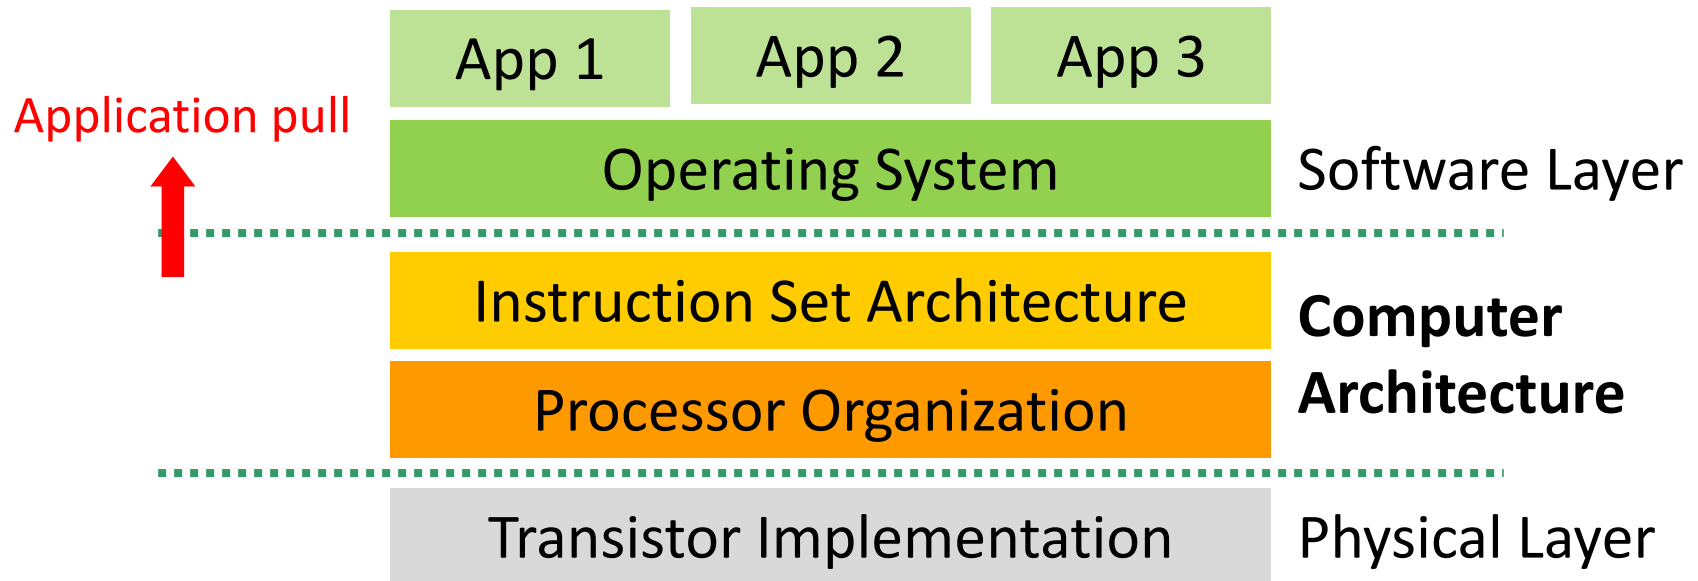 App 1
App 2
App 3
Application pull
Operating System
Software Layer
Instruction Set Architecture
Computer
Architecture
Processor Organization
Transistor Implementation
Physical Layer